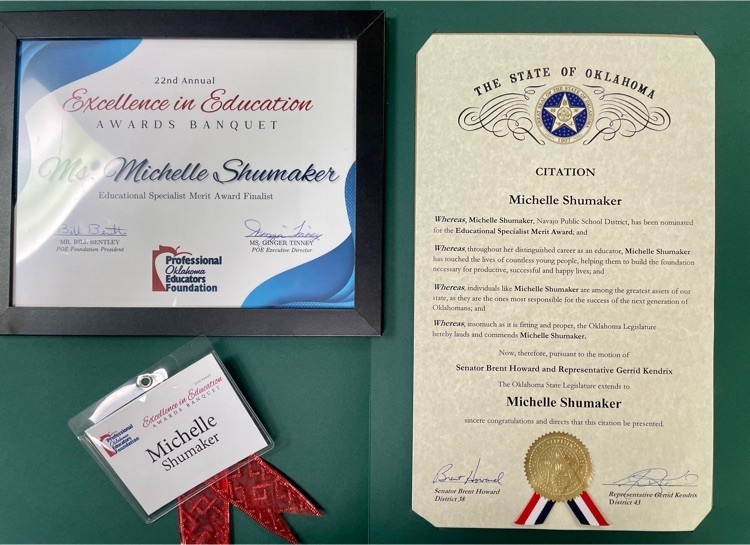 22nd Annual
Excellence in Education
AWARDS BANQUET
Ms. Michelle Shumaker
Educational Specialist Merit Award Finalist
Bill Bentley
MR. BILL BENTLEY
POE Foundation President
Ginger Tinney
MS. GINGER TINNEY
POE Executive Director
Professional
Oklahoma
Educators
Foundation
Excellence in Education
AWARDS BANQUET
Professional
Oklahoma
Educators
Foundation
Michelle
Shumaker
THE STATE OF OKLAHOMA
1907
CITATION
Michelle Shumaker
Whereas, Michelle Shumaker, Navajo Public School District, has been nominated
for the Educational Specialist Merit Award; and
Whereas, throughout her distinguished career as an educator, Michelle Shumaker
has touched the lives of countless young people, helping them to build the foundation
necessary for productive, successful and happy lives; and
Whereas, individuals like Michelle Shumaker are among the greatest assets of our
state, as they are the ones most responsible for the success of the next generation of
Oklahomans; and
Whereas, insomuch as it is fitting and proper, the Oklahoma Legislature
hereby lauds and commends Michelle Shumaker.
Now, therefore, pursuant to the motion of
Senator Brent Howard and Representative Gerrid Kendrix
The Oklahoma State Legislature extends to
Michelle Shumaker
sincere congratulations and directs that this citation be presented.
Brent Howard
Senator Brent Howard
District 38
Representative Gerrid Kendrix
District 43